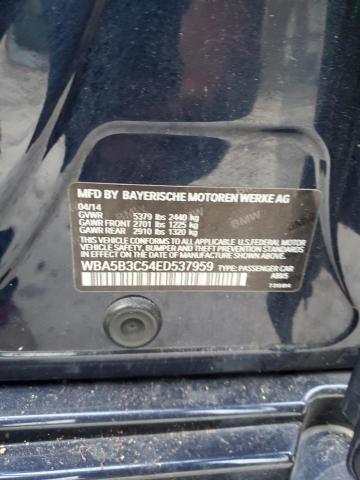 MFD BY BAYERISCHE MOTOREN WERKE AG
04/14
GVWR 5379 lbs 2440 kg
GAWR FRONT 2701 lbs 1225 kg
GAWR REAR 2910 lbs 1320 kg
THIS VEHICLE CONFORMS TO ALL APPLICABLE U.S. FEDERAL MOTOR
VEHICLE SAFETY, BUMPER AND THEFT PREVENTION STANDARDS
IN EFFECT ON THE DATE OF MANUFACTURE SHOWN ABOVE.
WBA5B3C54ED537959 TYPE: PASSENGER CAR